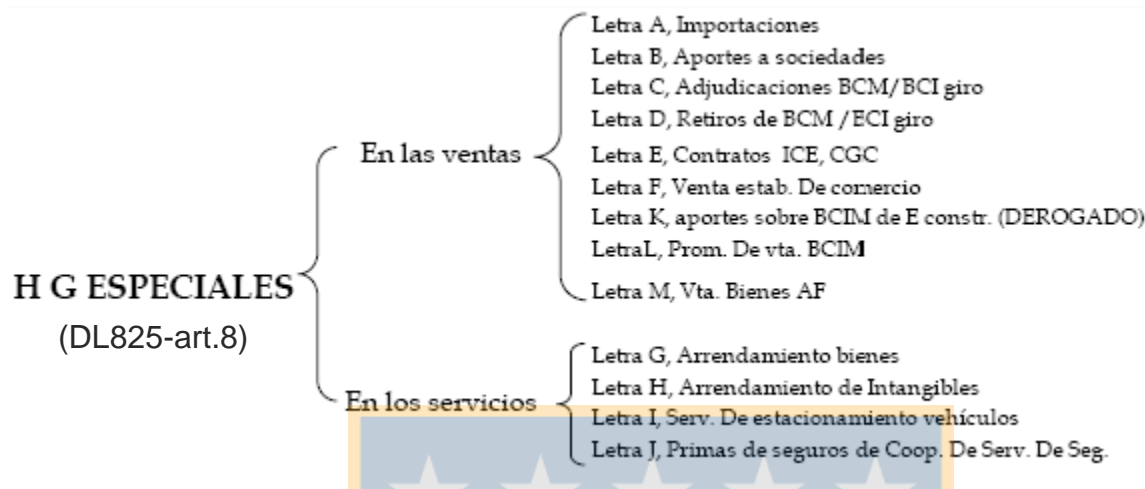 Letra A, Importaciones
Letra B, Aportes a sociedades
Letra C, Adjudicaciones BCM/BCI giro
Letra D, Retiros de BCM /ECI giro
En las ventas
Letra E, Contratos ICE, CGC
Letra F, Venta estab. De comercio
Letra K, aportes sobre BCIM de E constr. (DEROGADO)
LetraL, Prom. De vta. BCIM
Letra M, Vta. Bienes AF
H G ESPECIALES
(DL825-art.8)
En los servicios
Letra G, Arrendamiento bienes
Letra H, Arrendamiento de Intangibles
Letra I, Serv. De estacionamiento vehículos
Letra J, Primas de seguros de Coop. De Serv. De Seg.